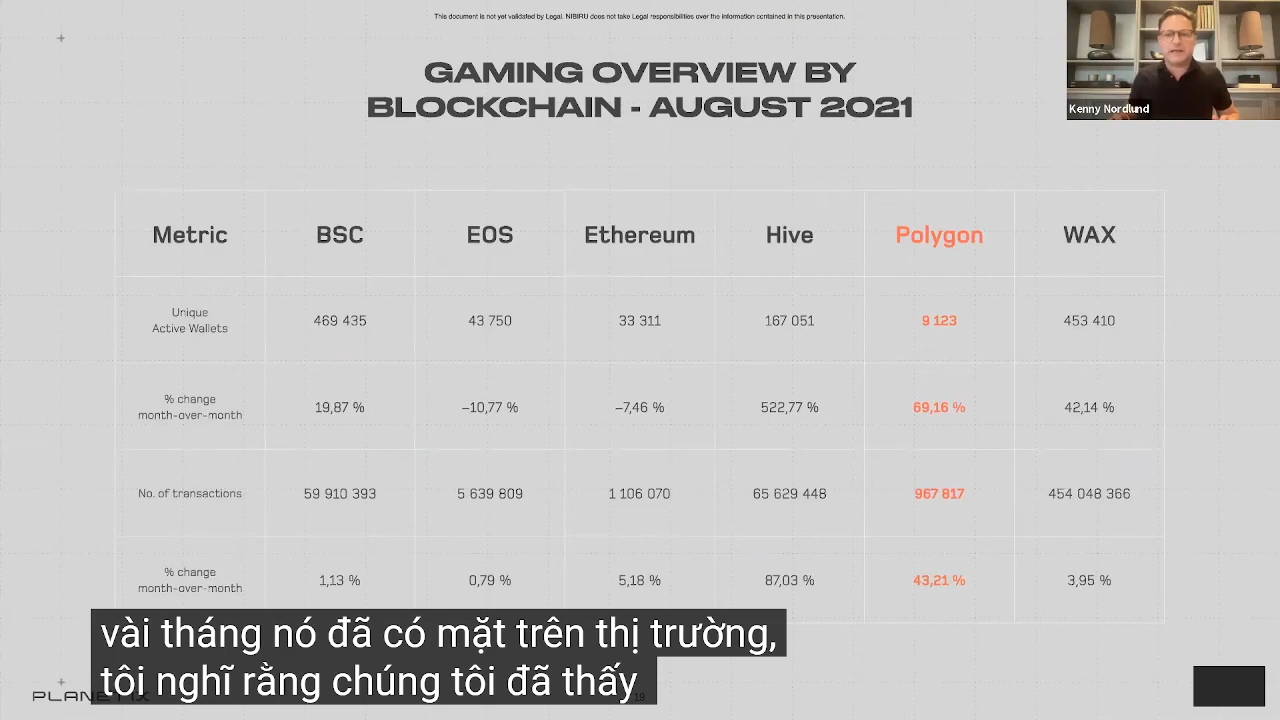 This document is not yet validated by Legal. NIBIRU does not take Legal responsibilities over the information contained in this presentation.
GAMING OVERVIEW BY
BLOCKCHAIN - AUGUST 2021
Kenny Nordlund
Metric BSC EOS Ethereum Hive Polygon WAX
Unique
Active Wallets 469 435 43 750 33 311 167 051 9 123 453 410
% change
month-over-month 19,87 % –10,77 % –7,46 % 522,77 % 69,16 % 42,14 %
No. of transactions 59 910 393 5 639 809 1 106 070 65 629 448 967 817 454 048 366
% change
month-over-month 1,13 % 0,79 % 5,18 % 87,03 % 43,21 % 3,95 %
vài tháng nó đã có mặt trên thị trường,
tôi nghĩ rằng chúng tôi đã thấy
PLANET IX